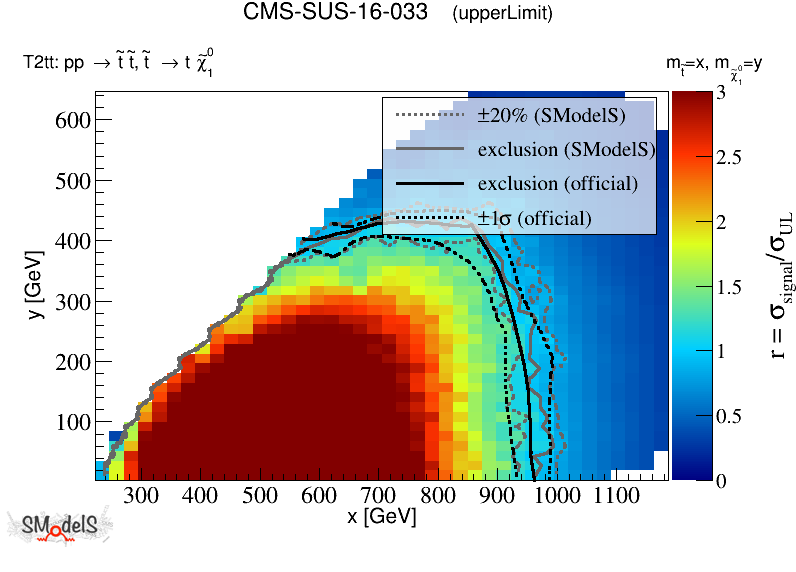 CMS-SUS-16-033 (upperLimit)
T2tt: pp → t̃ t̃, t̃ → t χ̃₁⁰
m_t̃=x, m_χ̃₁⁰=y
±20% (SModelS)
exclusion (SModelS)
exclusion (official)
±1σ (official)
600
500
400
300
200
100
y [GeV]
300 400 500 600 700 800 900 1000 1100
x [GeV]
3
2.5
2
1.5
1
0.5
0
r = σ_signal/σ_UL
SModelS